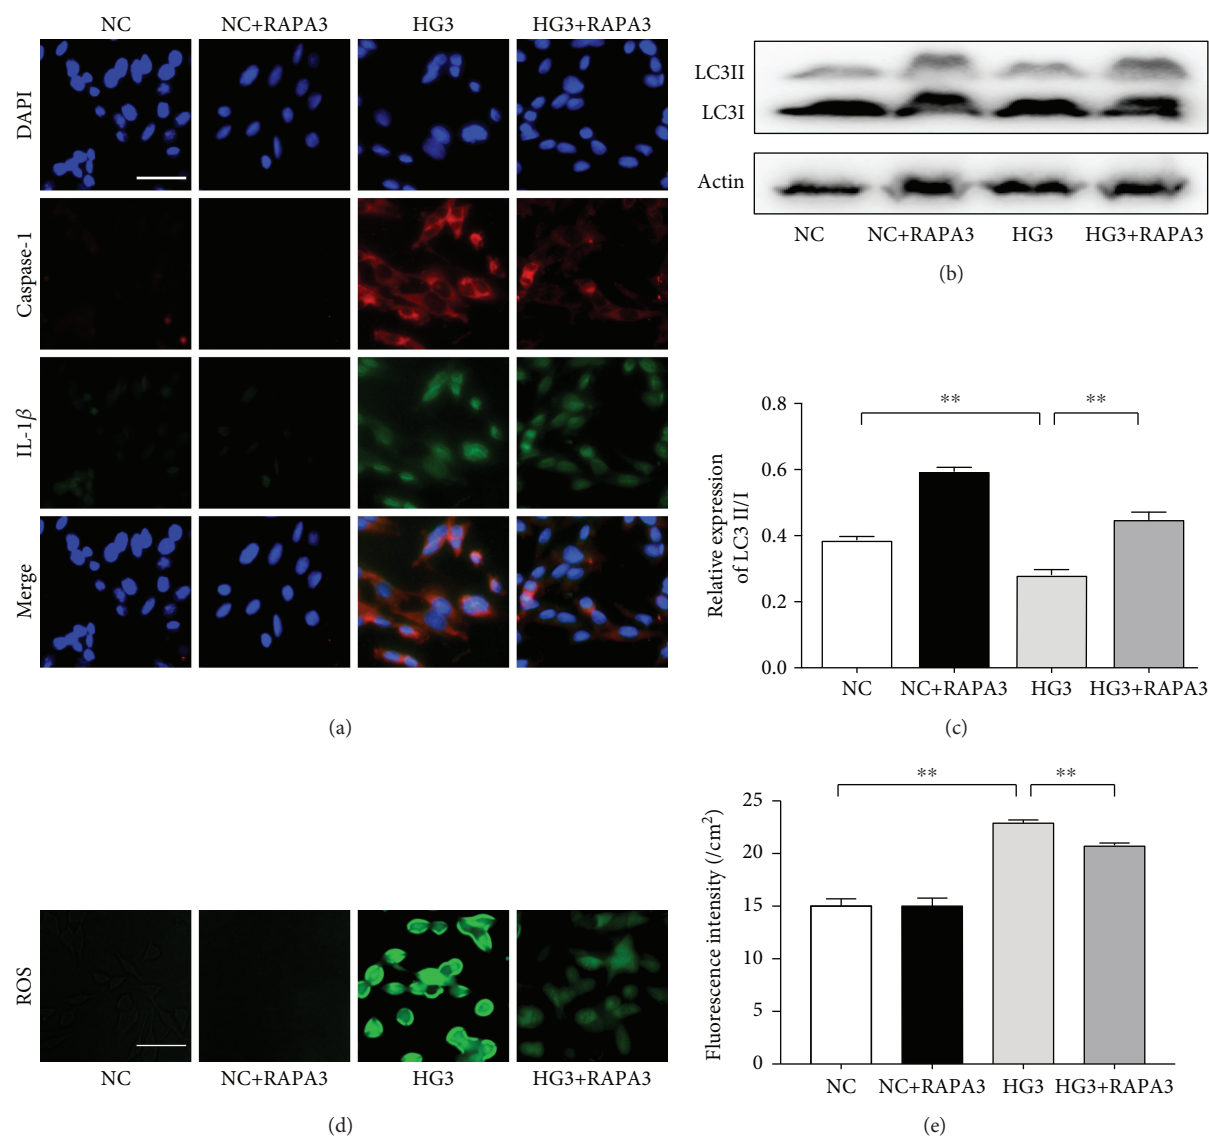 NC NC+RAPA3 HG3 HG3+RAPA3
DAPI
Caspase-1
IL-1β
Merge
(a)
LC3II
LC3I
Actin
NC NC+RAPA3 HG3 HG3+RAPA3
(b)
Relative expression
of LC3 II/I
0.8
0.6
0.4
0.2
0.0
** **
NC NC+RAPA3 HG3 HG3+RAPA3
(c)
ROS
NC NC+RAPA3 HG3 HG3+RAPA3
(d)
Fluorescence intensity (/cm²)
25
20
15
10
5
0
** **
NC NC+RAPA3 HG3 HG3+RAPA3
(e)